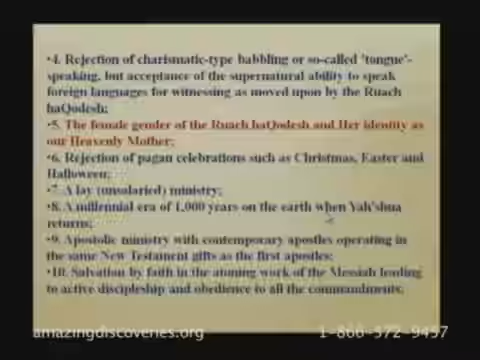 •4. Rejection of charismatic-type babbling or so-called 'tongue'-
speaking, but acceptance of the supernatural ability to speak
foreign languages for witnessing as moved upon by the Ruach
haQodesh;
•5. The female gender of the Ruach haQodesh and Her identity as
our Heavenly Mother;
•6. Rejection of pagan celebrations such as Christmas, Easter and
Halloween;
•7. A lay (unsalaried) ministry;
•8. A millennial era of 1,000 years on the earth when Yah'shua
returns;
•9. Apostolic ministry with contemporary apostles operating in
the same New Testament gifts as the first apostles;
•10. Salvation by faith in the atoning work of the Messiah leading
to active discipleship and obedience to all the commandments;
amazingdiscoveries.org 1-866-572-9457